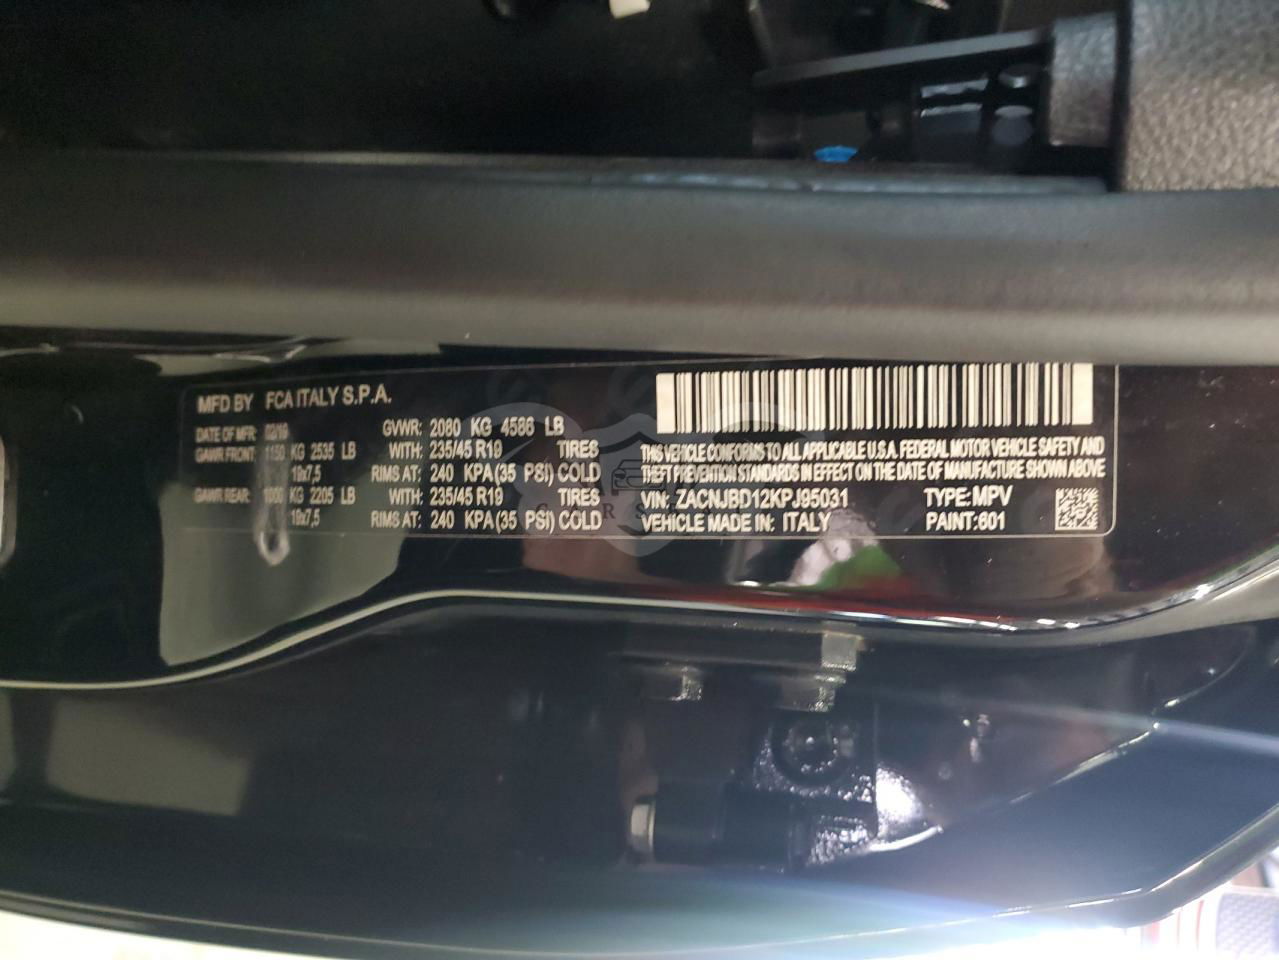 MFD BY FCA ITALY S.P.A.
DATE OF MFR: 02/19 GVWR: 2080 KG 4586 LB
GAWR FRONT: 1150 KG 2535 LB WITH: 235/45 R19 TIRES
19x7,5 RIMS AT: 240 KPA(35 PSI) COLD
GAWR REAR: 1000 KG 2205 LB WITH: 235/45 R19 TIRES
19x7,5 RIMS AT: 240 KPA(35 PSI) COLD
THIS VEHICLE CONFORMS TO ALL APPLICABLE U.S.A. FEDERAL MOTOR VEHICLE SAFETY AND
THEFT PREVENTION STANDARDS IN EFFECT ON THE DATE OF MANUFACTURE SHOWN ABOVE
VIN: ZACNJBD12KPJ95031 TYPE: MPV
VEHICLE MADE IN: ITALY PAINT: 601